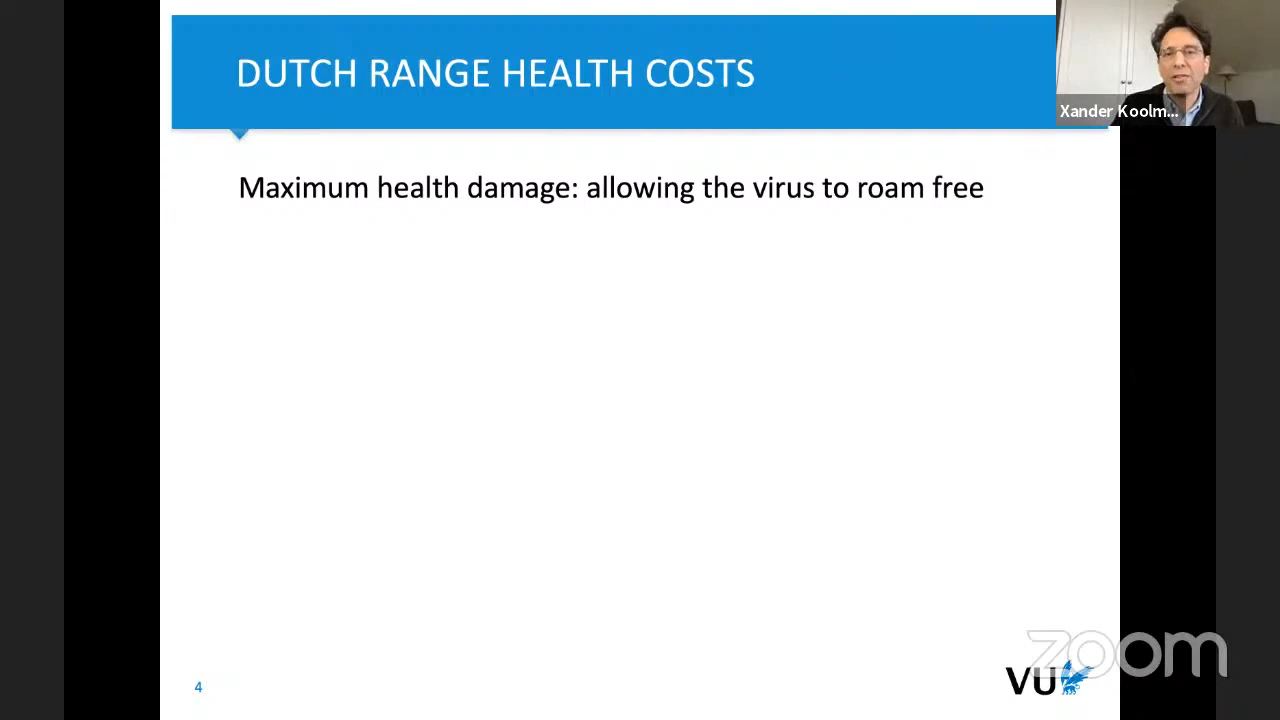 DUTCH RANGE HEALTH COSTS
Xander Koolm...
Maximum health damage: allowing the virus to roam free
4
VU
zoom